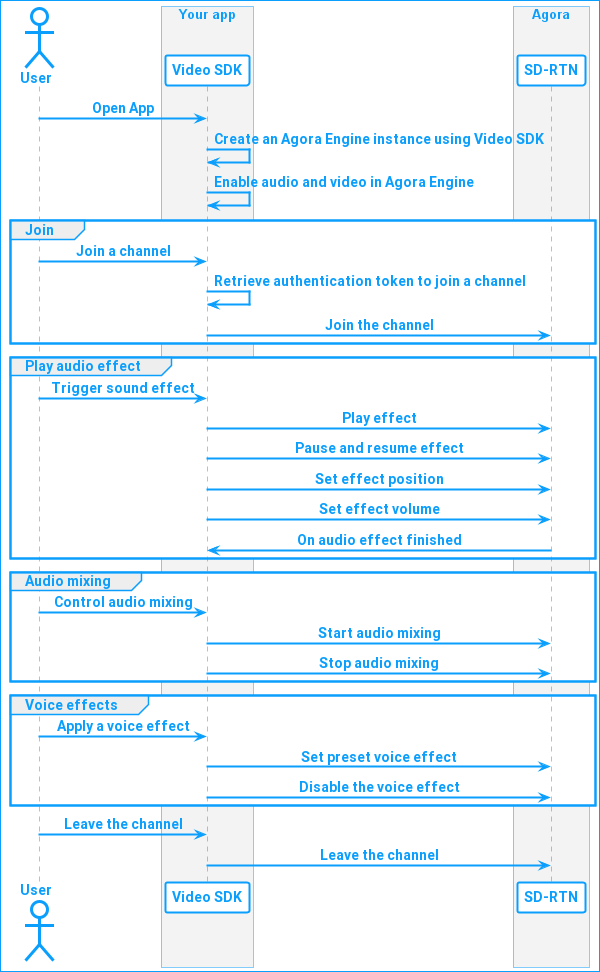 Your app
Agora
User
Video SDK
SD-RTN
Open App
Create an Agora Engine instance using Video SDK
Enable audio and video in Agora Engine
Join
Join a channel
Retrieve authentication token to join a channel
Join the channel
Play audio effect
Trigger sound effect
Play effect
Pause and resume effect
Set effect position
Set effect volume
On audio effect finished
Audio mixing
Control audio mixing
Start audio mixing
Stop audio mixing
Voice effects
Apply a voice effect
Set preset voice effect
Disable the voice effect
Leave the channel
Leave the channel
User
Video SDK
SD-RTN